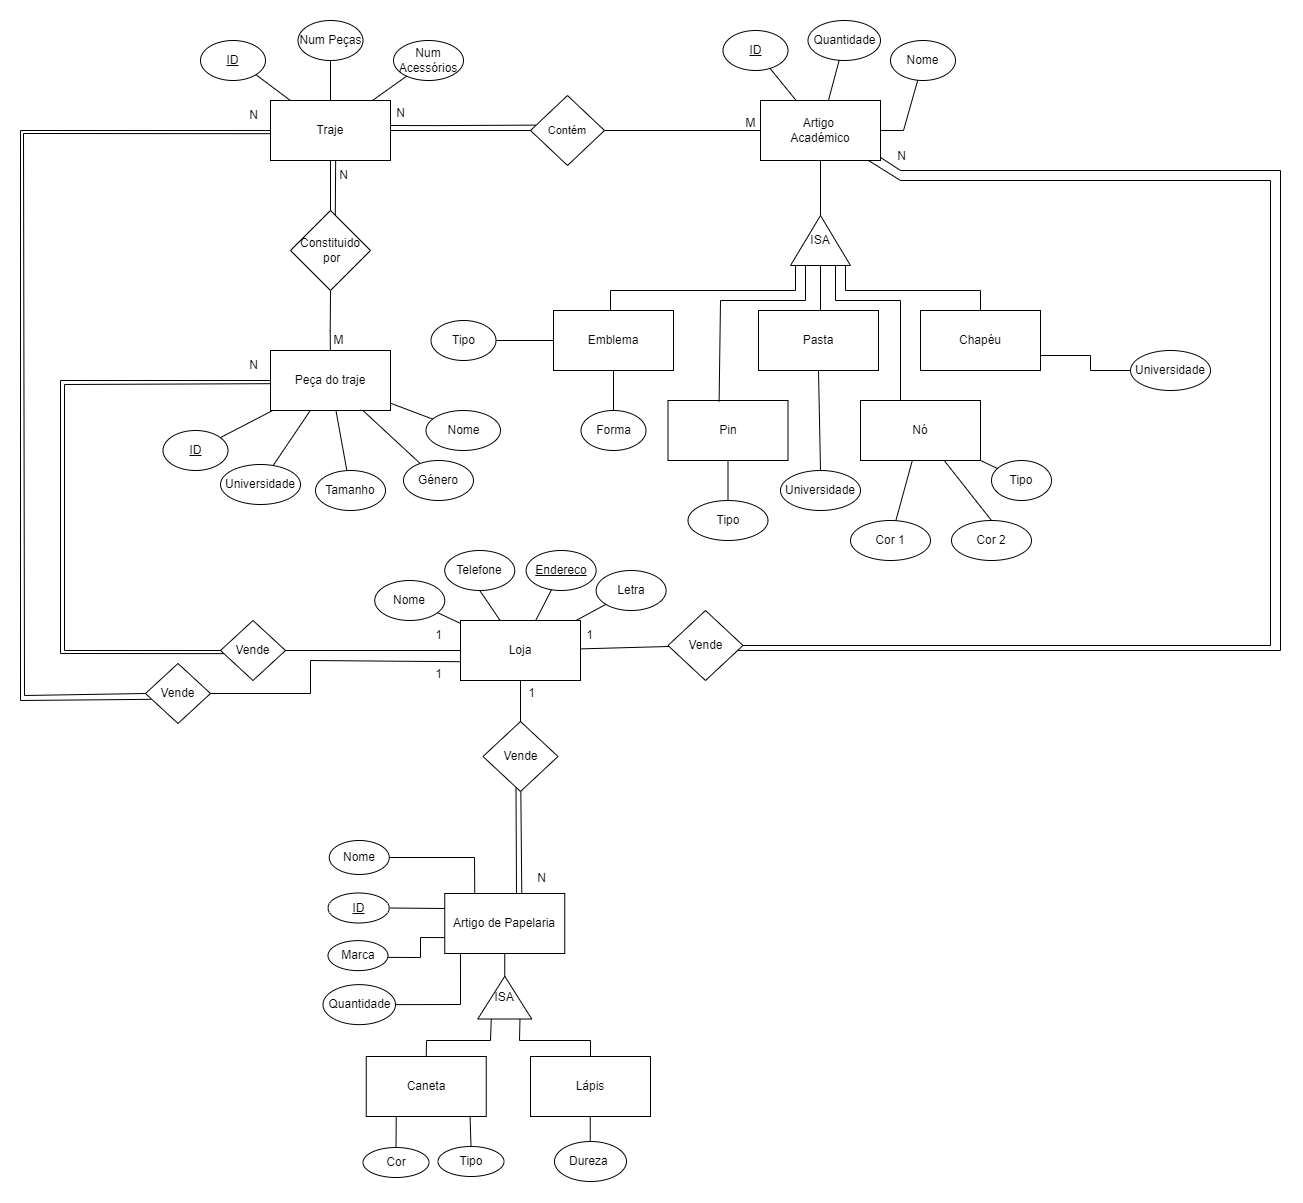 Num Peças
ID
Num
Acessórios
Quantidade
ID
Nome
N
Traje
N
Contém
M
Artigo
Académico
N
N
Constituido
por
ISA
M
N
Peça do traje
Tipo
Emblema
Pasta
Chapéu
Universidade
Forma
Pin
Nó
ID
Universidade
Tamanho
Género
Nome
Universidade
Tipo
Tipo
Cor 1
Cor 2
Nome
Telefone
Endereco
Letra
1
1
Vende
Loja
Vende
1
Vende
1
Vende
N
Nome
ID
Artigo de Papelaria
Marca
Quantidade
ISA
Caneta
Lápis
Cor
Tipo
Dureza